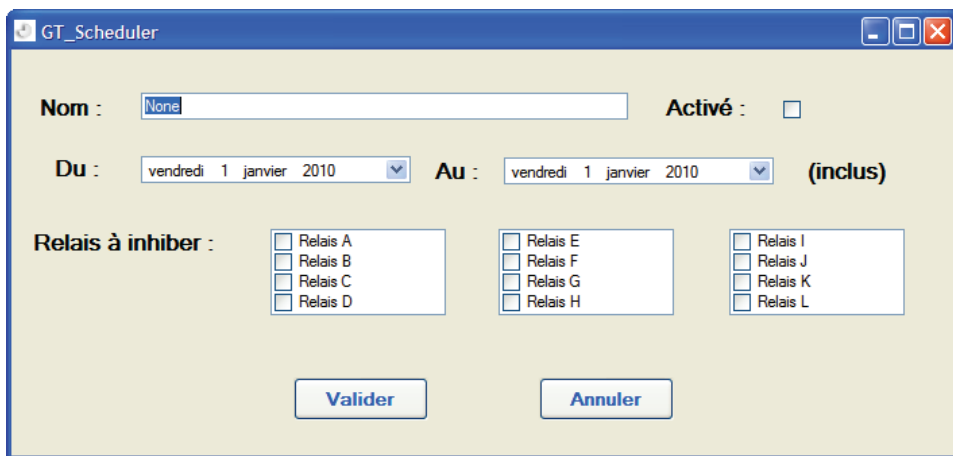 GT_Scheduler
Nom : None Activé :
Du : vendredi 1 janvier 2010 Au : vendredi 1 janvier 2010 (inclus)
Relais à inhiber : Relais A Relais E Relais I
Relais B Relais F Relais J
Relais C Relais G Relais K
Relais D Relais H Relais L
Valider Annuler